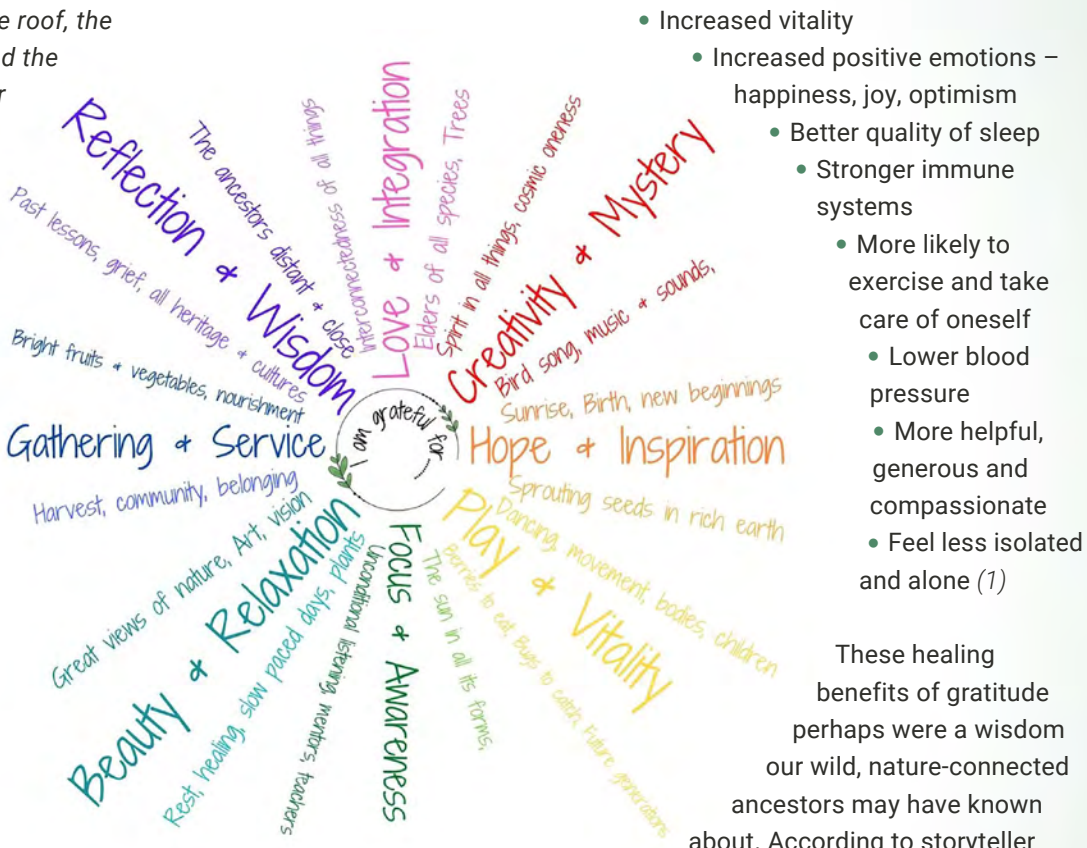 e roof, the
d the
r
Love & Integration
Elders of all species, Trees
Spirit in all things, cosmic oneness
Creativity & Mystery
Bird song, music & sounds,
Sunrise, Birth, new beginnings
Hope & Inspiration
Sprouting seeds in rich earth
Dancing, movement, bodies, children
Play & Vitality
Berries to eat, Bugs to catch, Future generations
The sun in all its forms,
Focus & Awareness
Unconditional listening, mentors, teachers
Rest, healing, slow paced days, plants
Beauty & Relaxation
Great views of nature, Art, vision
Harvest, community, belonging
Gathering & Service
Bright fruits & vegetables, nourishment
Past lessons, grief, all heritage & cultures
Reflection & Wisdom
The ancestors distant & close
Interconnectedness of all things
I am grateful for...
• Increased vitality
• Increased positive emotions –
happiness, joy, optimism
• Better quality of sleep
• Stronger immune
systems
• More likely to
exercise and take
care of oneself
• Lower blood
pressure
• More helpful,
generous and
compassionate
• Feel less isolated
and alone (1)
These healing
benefits of gratitude
perhaps were a wisdom
our wild, nature-connected
ancestors may have known
about. According to storyteller